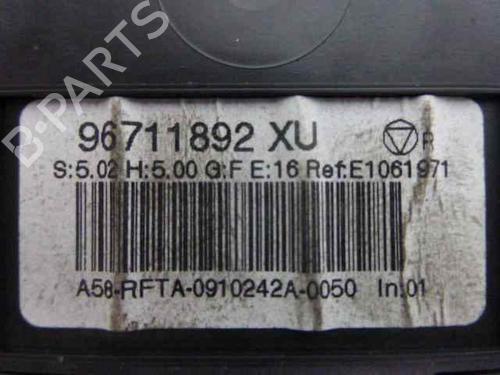 96711892 XU R
S:5.02 H:5.00 G:F E:16 Ref:E1061971
A58-RFTA-0910242A-0050 In:01
B-PARTS